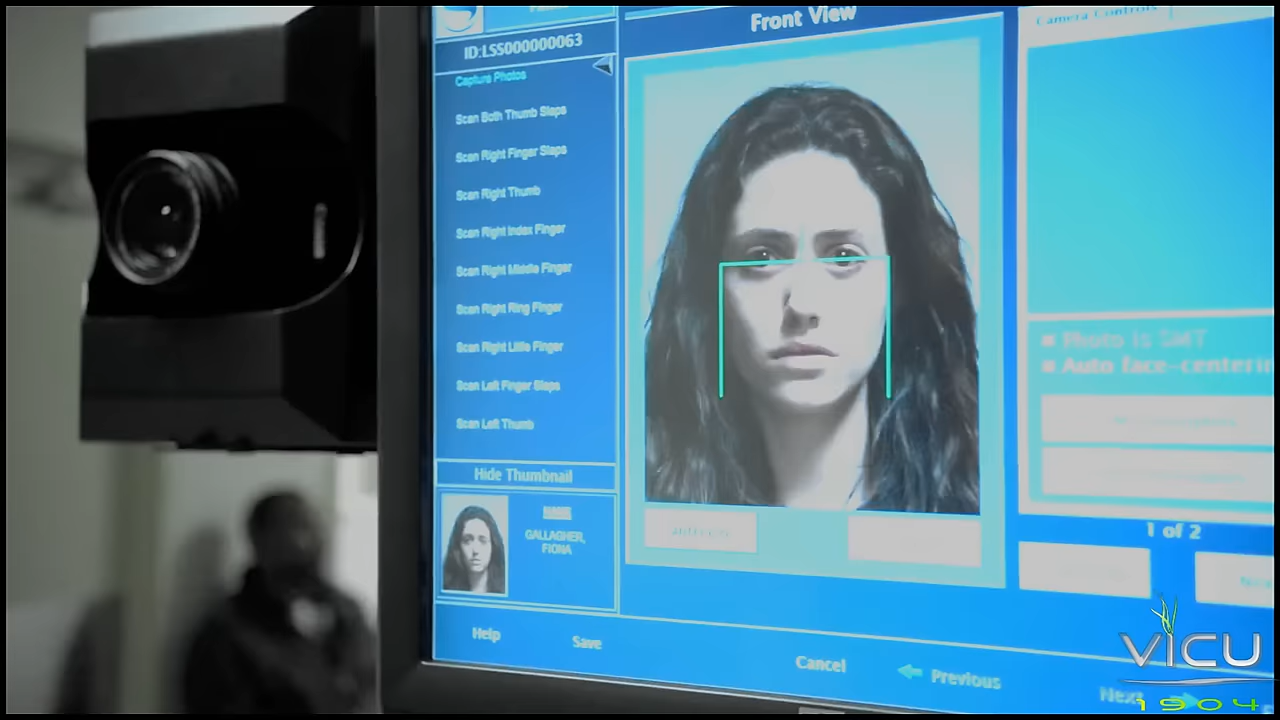 ID:LSS000000063
Capture Photos
Scan Both Thumb Slaps
Scan Right Finger Slaps
Scan Right Thumb
Scan Right Index Finger
Scan Right Middle Finger
Scan Right Ring Finger
Scan Right Little Finger
Scan Left Finger Slaps
Scan Left Thumb
Hide Thumbnail
NAME
GALLAGHER,
FIONA
Help
Save
Front View
Camera Controls
Photo is SMT
Auto face-centerin
1 of 2
Cancel
Previous
Next
VICU
1904